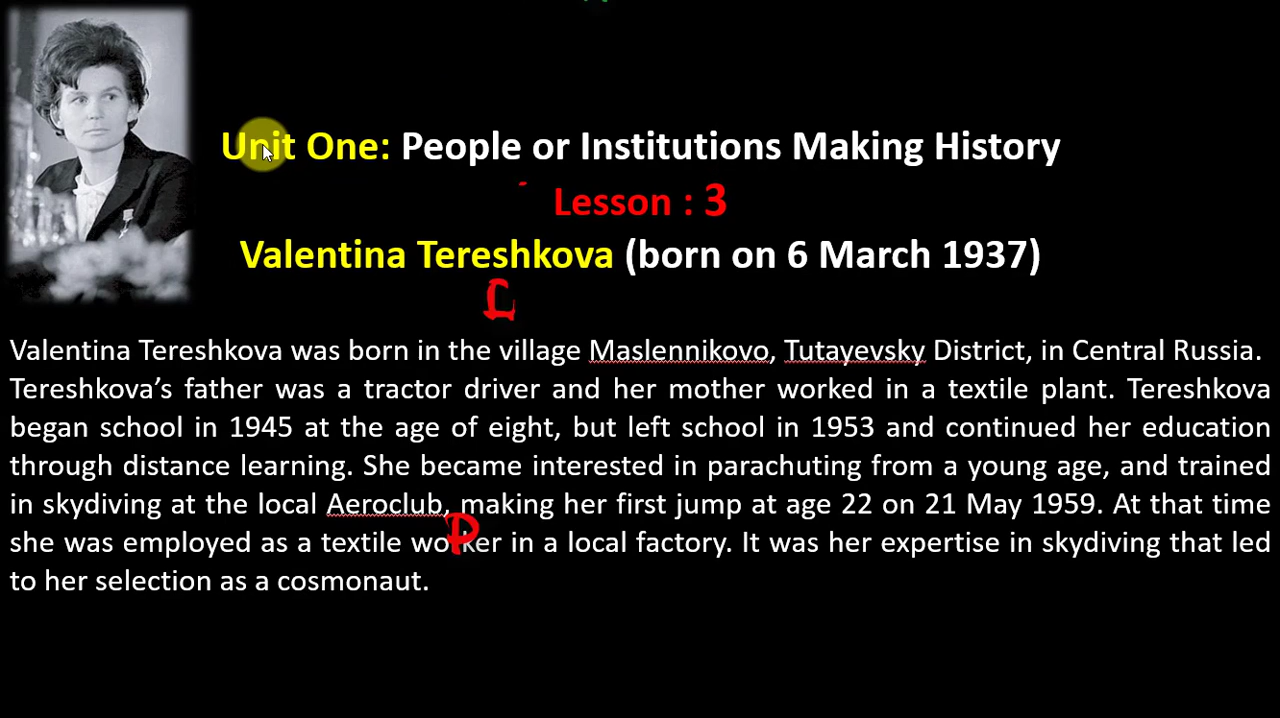 Unit One: People or Institutions Making History
Lesson : 3
Valentina Tereshkova (born on 6 March 1937)
Valentina Tereshkova was born in the village Maslennikovo, Tutayevsky District, in Central Russia.
Tereshkova’s father was a tractor driver and her mother worked in a textile plant. Tereshkova
began school in 1945 at the age of eight, but left school in 1953 and continued her education
through distance learning. She became interested in parachuting from a young age, and trained
in skydiving at the local Aeroclub, making her first jump at age 22 on 21 May 1959. At that time
she was employed as a textile worker in a local factory. It was her expertise in skydiving that led
to her selection as a cosmonaut.